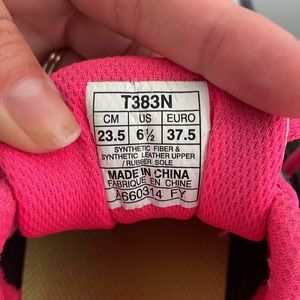 T383N
CM US EURO
23.5 6½ 37.5
SYNTHETIC FIBER &
SYNTHETIC LEATHER UPPER
/ RUBBER SOLE
MADE IN CHINA
FABRIQUE EN CHINE
A660314 FY